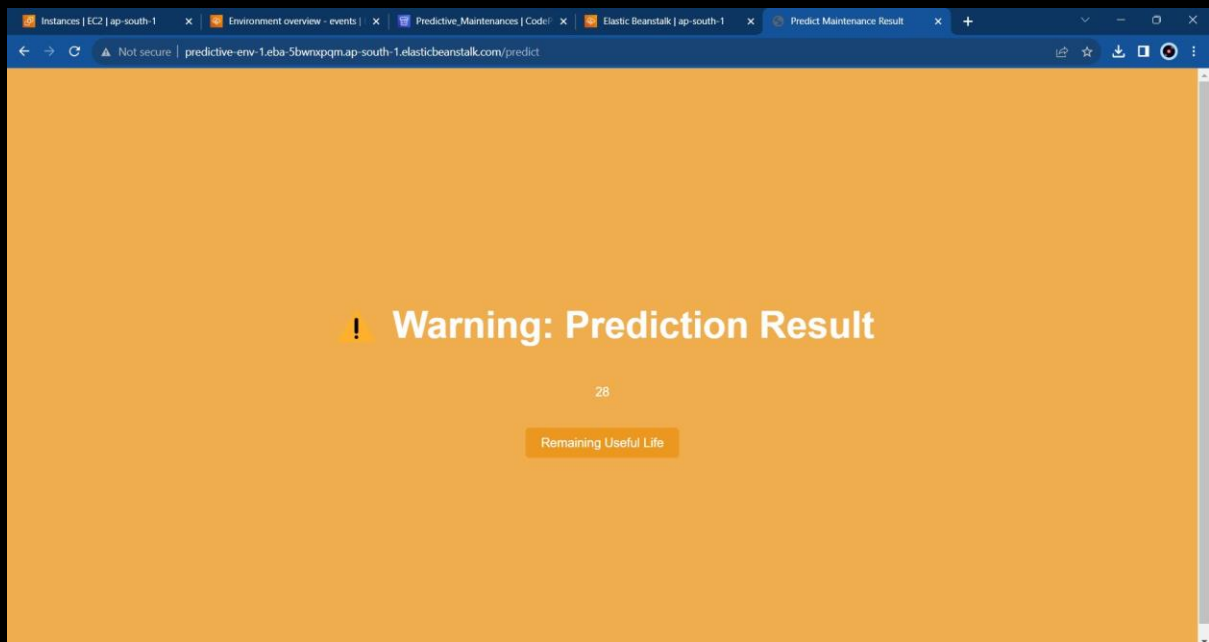 Instances | EC2 | ap-south-1
Environment overview - events |
Predictive_Maintenances | Code
Elastic Beanstalk | ap-south-1
Predict Maintenance Result
Not secure | predictive-env-1.eba-5bwnxpqm.ap-south-1.elasticbeanstalk.com/predict
Warning: Prediction Result
28
Remaining Useful Life